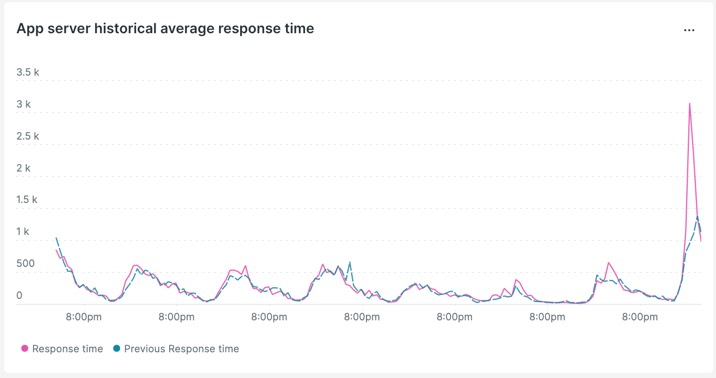 App server historical average response time
...
3.5 k
3 k
2.5 k
2 k
1.5 k
1 k
500
0
8:00pm 8:00pm 8:00pm 8:00pm 8:00pm 8:00pm 8:00pm
Response time Previous Response time